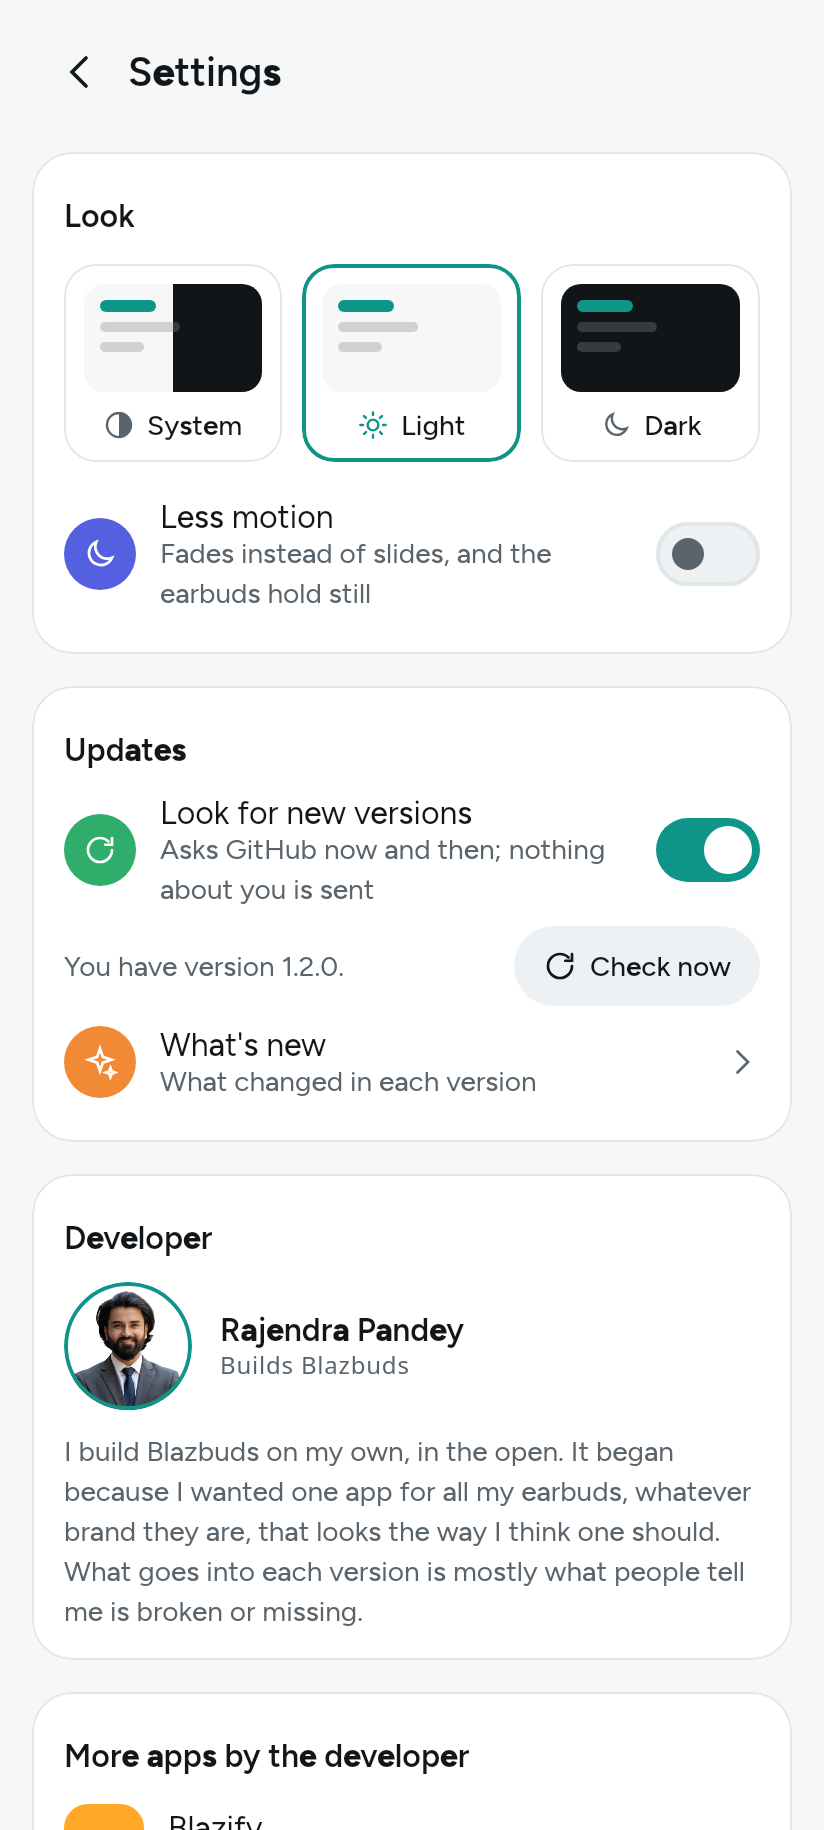 Settings
Look
System
Light
Dark
Less motion
Fades instead of slides, and the
earbuds hold still
Updates
Look for new versions
Asks GitHub now and then; nothing
about you is sent
You have version 1.2.0.
Check now
What's new
What changed in each version
Developer
Rajendra Pandey
Builds Blazbuds
I build Blazbuds on my own, in the open. It began
because I wanted one app for all my earbuds, whatever
brand they are, that looks the way I think one should.
What goes into each version is mostly what people tell
me is broken or missing.
More apps by the developer
Blazify